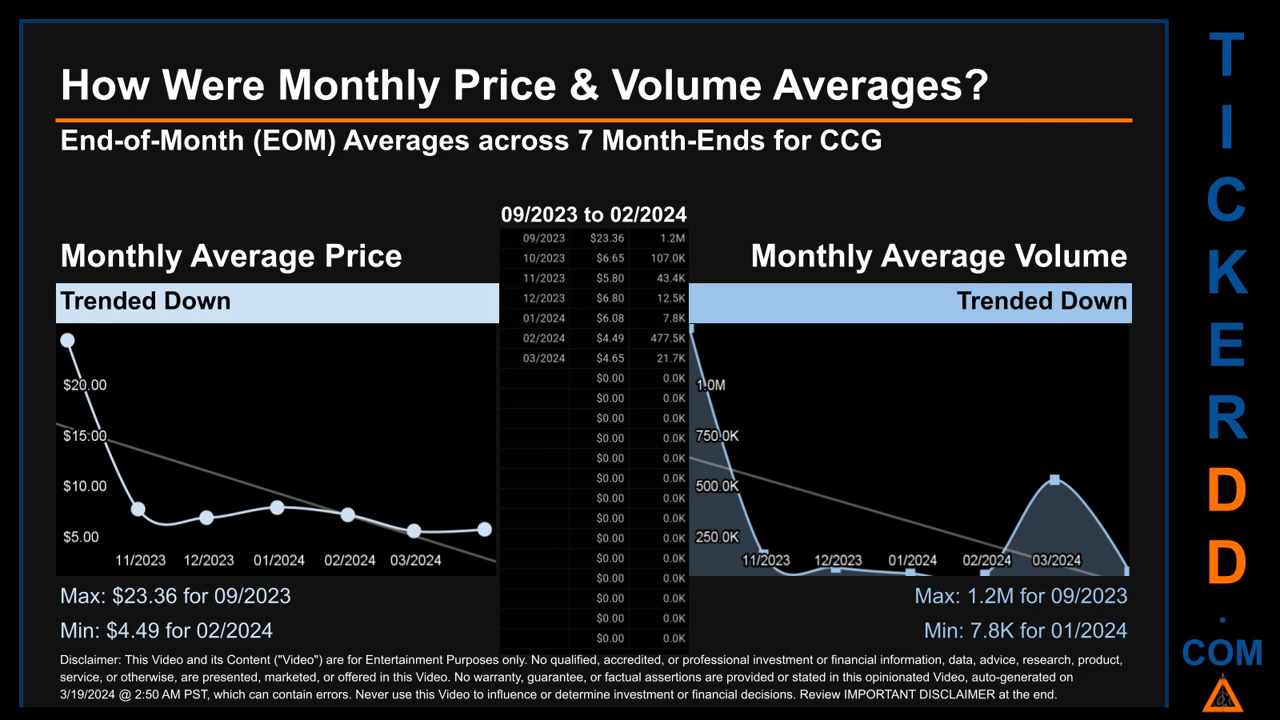 How Were Monthly Price & Volume Averages?
End-of-Month (EOM) Averages across 7 Month-Ends for CCG
09/2023 to 02/2024
Monthly Average Price
Trended Down
$20.00
$15.00
$10.00
$5.00
11/2023 12/2023 01/2024 02/2024 03/2024
Max: $23.36 for 09/2023
Min: $4.49 for 02/2024
09/2023 $23.36 1.2M
10/2023 $6.65 107.0K
11/2023 $5.80 43.4K
12/2023 $6.80 12.5K
01/2024 $6.08 7.8K
02/2024 $4.49 477.5K
03/2024 $4.65 21.7K
$0.00 0.0K
$0.00 0.0K
$0.00 0.0K
$0.00 0.0K
$0.00 0.0K
$0.00 0.0K
$0.00 0.0K
$0.00 0.0K
$0.00 0.0K
$0.00 0.0K
$0.00 0.0K
$0.00 0.0K
$0.00 0.0K
$0.00 0.0K
Monthly Average Volume
Trended Down
1.0M
750.0K
500.0K
250.0K
11/2023 12/2023 01/2024 02/2024 03/2024
Max: 1.2M for 09/2023
Min: 7.8K for 01/2024
Disclaimer: This Video and its Content ("Video") are for Entertainment Purposes only. No qualified, accredited, or professional investment or financial information, data, advice, research, product,
service, or otherwise, are presented, marketed, or offered in this Video. No warranty, guarantee, or factual assertions are provided or stated in this opinionated Video, auto-generated on
3/19/2024 @ 2:50 AM PST, which can contain errors. Never use this Video to influence or determine investment or financial decisions. Review IMPORTANT DISCLAIMER at the end.
T
I
C
K
E
R
D
D
.
COM